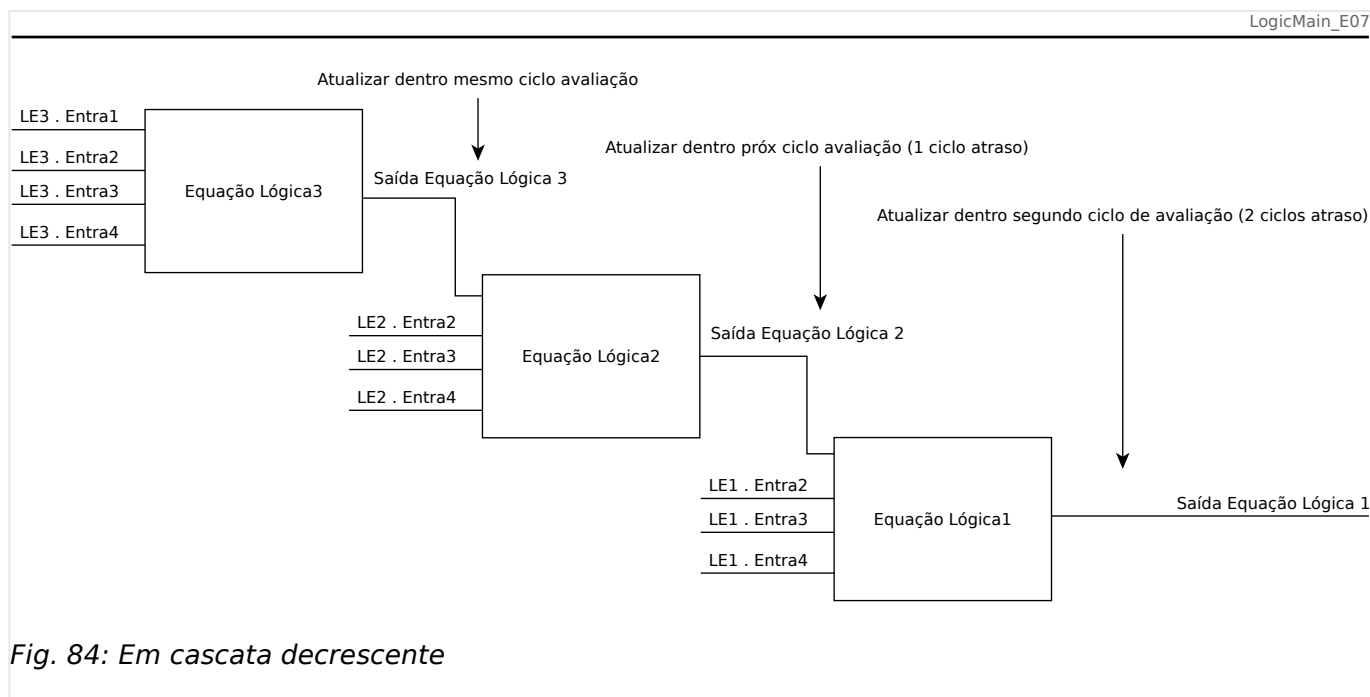 LogicMain_E07
Atualizar dentro mesmo ciclo avaliação
LE3 . Entra1
LE3 . Entra2
LE3 . Entra3
LE3 . Entra4
Equação Lógica3
Saída Equação Lógica 3
Atualizar dentro próx ciclo avaliação (1 ciclo atraso)
Atualizar dentro segundo ciclo de avaliação (2 ciclos atraso)
LE2 . Entra2
LE2 . Entra3
LE2 . Entra4
Equação Lógica2
Saída Equação Lógica 2
LE1 . Entra2
LE1 . Entra3
LE1 . Entra4
Equação Lógica1
Saída Equação Lógica 1
Fig. 84: Em cascata decrescente